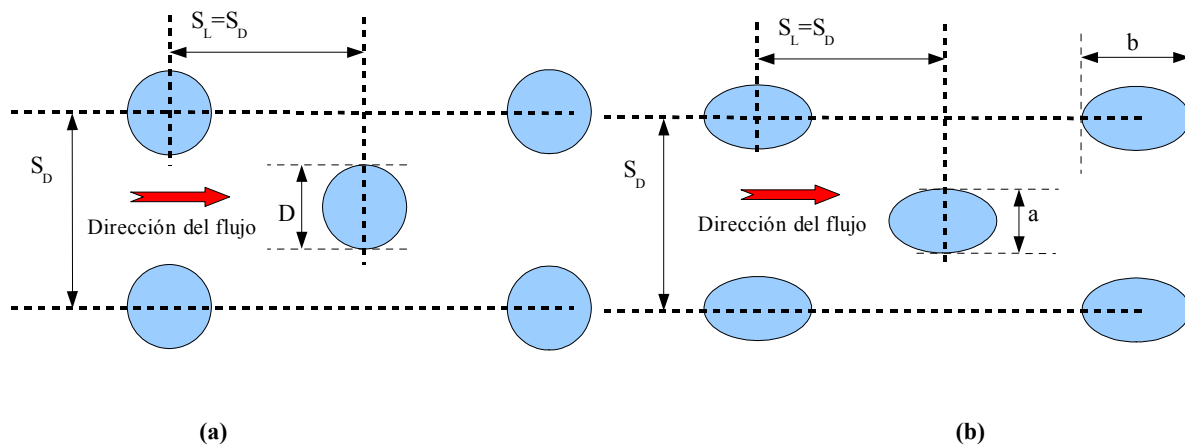 S_L=S_D
S_D
D
Dirección del flujo
(a)
S_L=S_D
b
S_D
a
Dirección del flujo
(b)